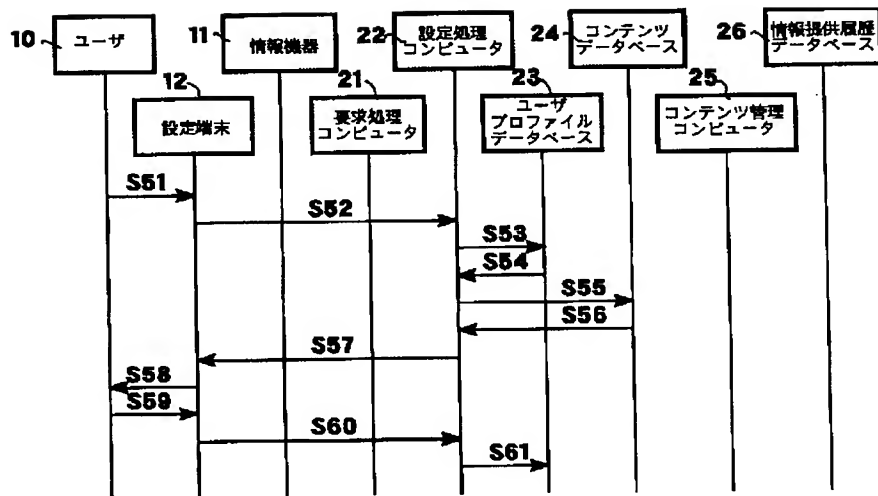 10
ユーザ
11
情報機器
22
設定処理
コンピュータ
24
コンテンツ
データベース
26
情報提供履歴
データベース
12
設定端末
21
要求処理
コンピュータ
23
ユーザ
プロファイル
データベース
25
コンテンツ管理
コンピュータ
S51
S52
S53
S54
S55
S56
S57
S58
S59
S60
S61